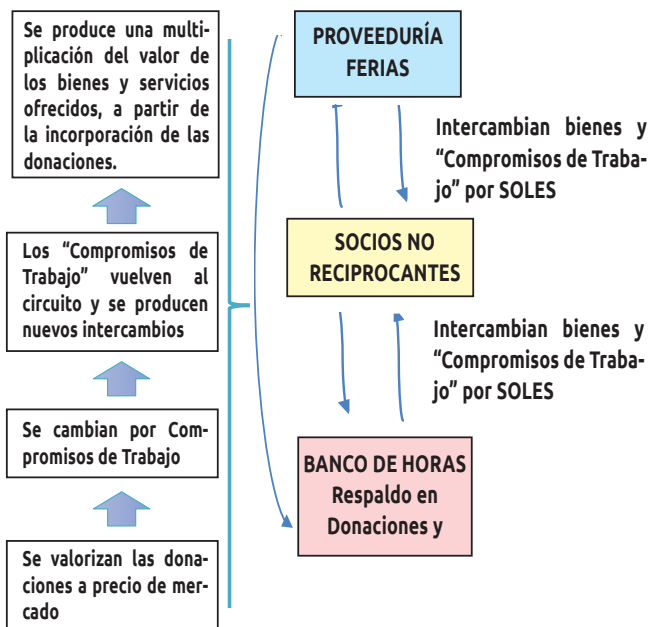 Se produce una multi-
plicación del valor de
los bienes y servicios
ofrecidos, a partir de
la incorporación de las
donaciones.
Los “Compromisos de
Trabajo” vuelven al
circuito y se producen
nuevos intercambios
Se cambian por Com-
promisos de Trabajo
Se valorizan las dona-
ciones a precio de mer-
cado
PROVEEDURÍA
FERIAS
Intercambian bienes y
“Compromisos de Traba-
jo” por SOLES
SOCIOS NO
RECIPROCANTES
Intercambian bienes y
“Compromisos de Traba-
jo” por SOLES
BANCO DE HORAS
Respaldo en
Donaciones y